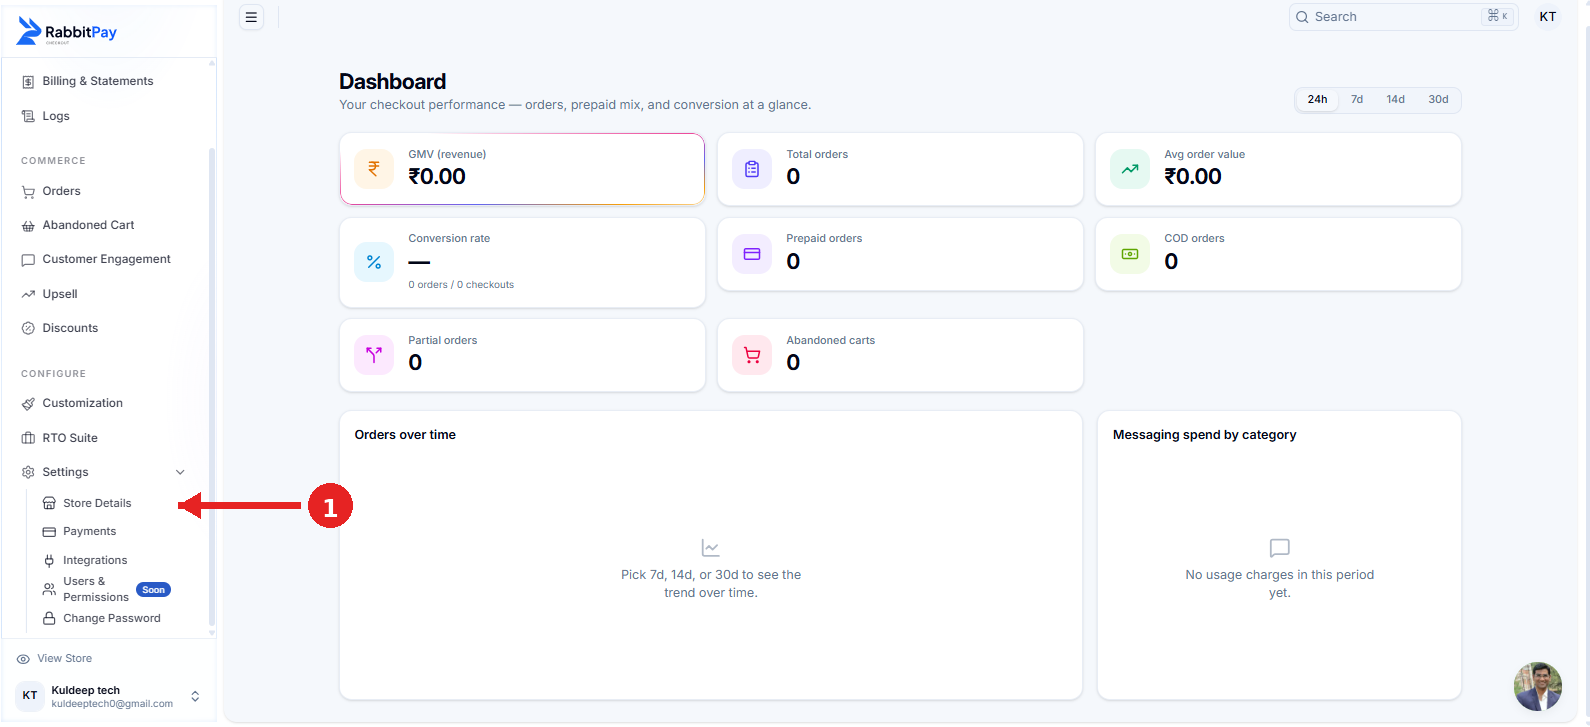 RabbitPay
CHECKOUT
Billing & Statements
Logs
COMMERCE
Orders
Abandoned Cart
Customer Engagement
Upsell
Discounts
CONFIGURE
Customization
RTO Suite
Settings
Store Details
Payments
Integrations
Users &
Permissions
Soon
Change Password
View Store
KT
Kuldeep tech
kuldeeptech0@gmail.com
1
Search
⌘ K
KT
Dashboard
Your checkout performance — orders, prepaid mix, and conversion at a glance.
24h 7d 14d 30d
GMV (revenue)
₹0.00
Total orders
0
Avg order value
₹0.00
Conversion rate
—
0 orders / 0 checkouts
Prepaid orders
0
COD orders
0
Partial orders
0
Abandoned carts
0
Orders over time
Pick 7d, 14d, or 30d to see the
trend over time.
Messaging spend by category
No usage charges in this period
yet.